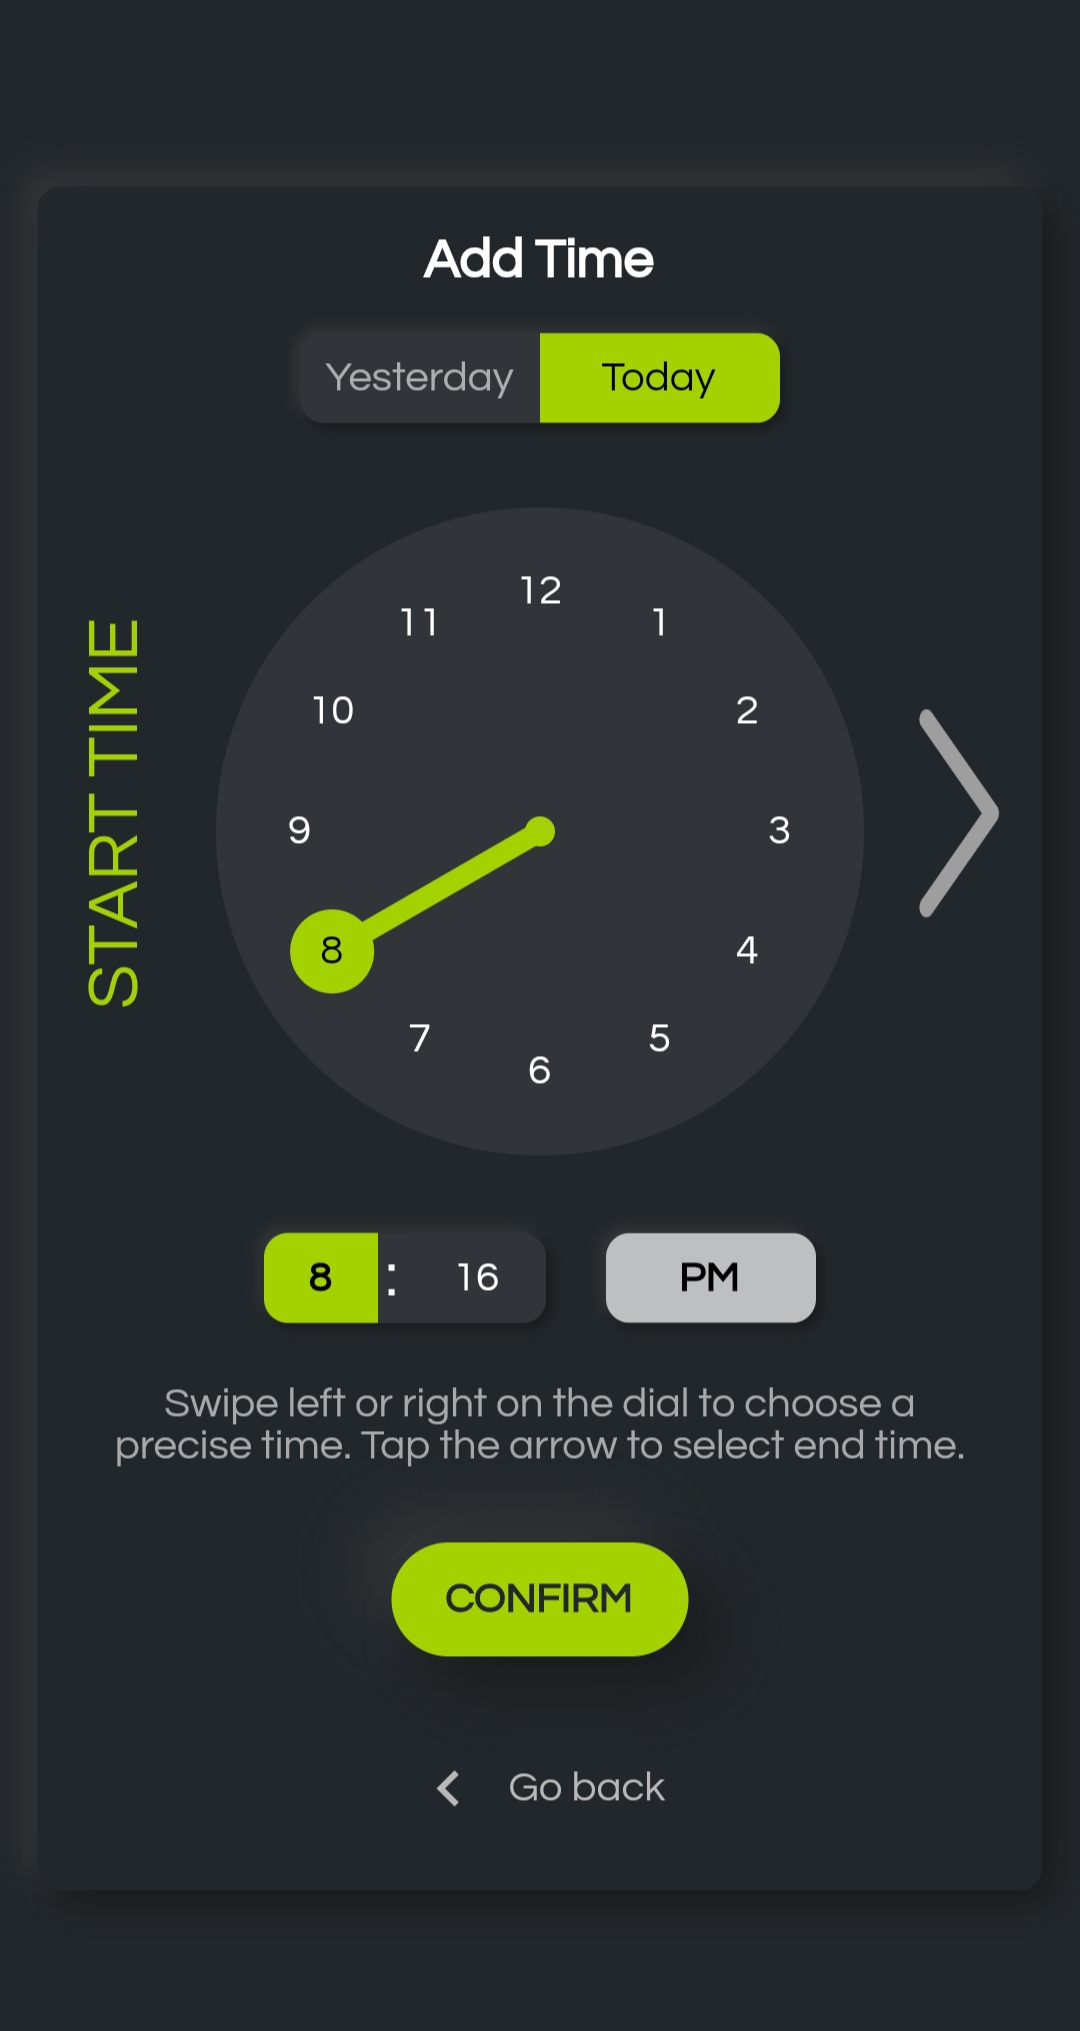 Add Time
Yesterday Today
START TIME
12
11 1
10 2
9 3
8 4
7 5
6
8 : 16 PM
Swipe left or right on the dial to choose a
precise time. Tap the arrow to select end time.
CONFIRM
Go back